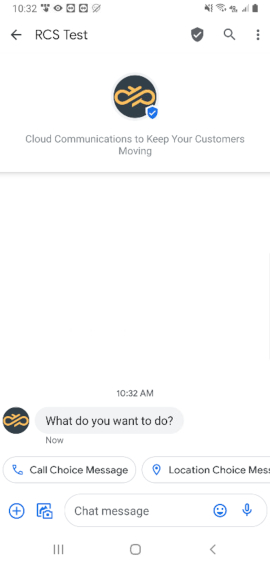 10:32
RCS Test
Cloud Communications to Keep Your Customers
Moving
10:32 AM
What do you want to do?
Now
Call Choice Message
Location Choice Mess
Chat message